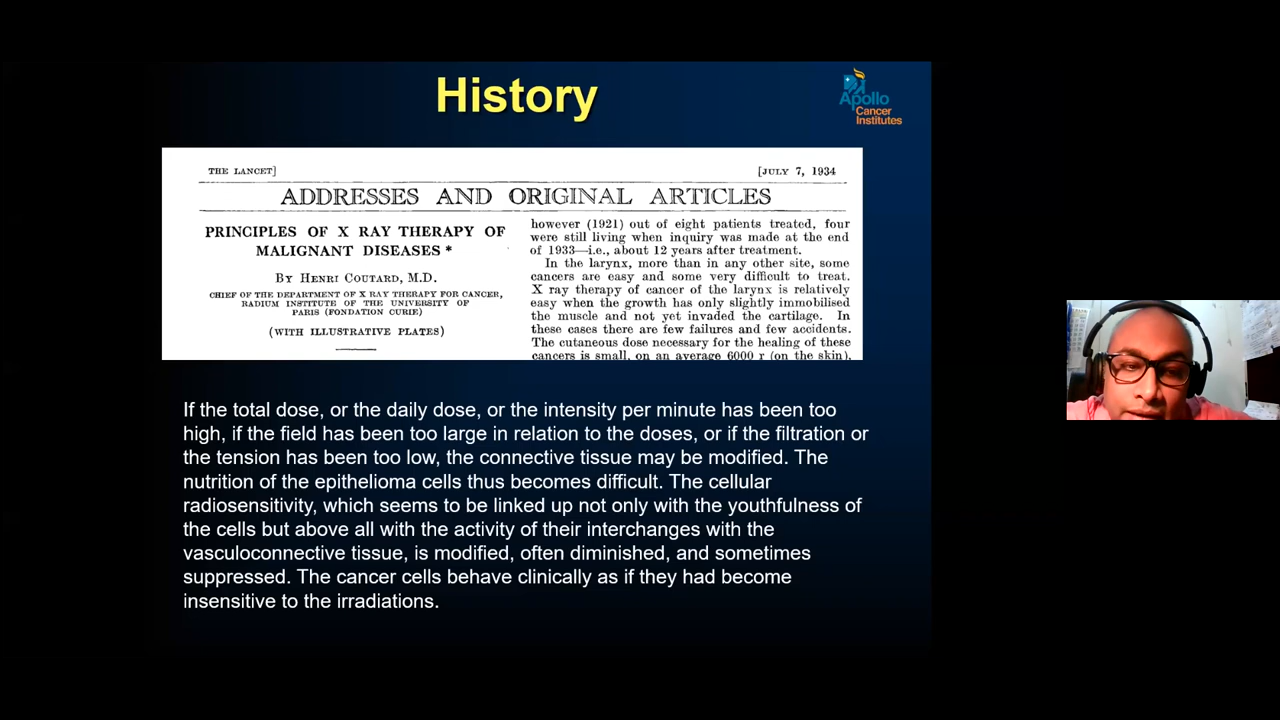 History
Apollo
Cancer
Institutes
THE LANCET]
[JULY 7, 1934
ADDRESSES AND ORIGINAL ARTICLES
PRINCIPLES OF X RAY THERAPY OF
MALIGNANT DISEASES *
BY HENRI COUTARD, M.D.
CHIEF OF THE DEPARTMENT OF X RAY THERAPY FOR CANCER,
RADIUM INSTITUTE OF THE UNIVERSITY OF
PARIS (FONDATION CURIE)
(WITH ILLUSTRATIVE PLATES)
however (1921) out of eight patients treated, four
were still living when inquiry was made at the end
of 1933—i.e., about 12 years after treatment.
In the larynx, more than in any other site, some
cancers are easy and some very difficult to treat.
X ray therapy of cancer of the larynx is relatively
easy when the growth has only slightly immobilised
the muscle and not yet invaded the cartilage. In
these cases there are few failures and few accidents.
The cutaneous dose necessary for the healing of these
cancers is small, on an average 6000 r (on the skin),
If the total dose, or the daily dose, or the intensity per minute has been too
high, if the field has been too large in relation to the doses, or if the filtration or
the tension has been too low, the connective tissue may be modified. The
nutrition of the epithelioma cells thus becomes difficult. The cellular
radiosensitivity, which seems to be linked up not only with the youthfulness of
the cells but above all with the activity of their interchanges with the
vasculoconnective tissue, is modified, often diminished, and sometimes
suppressed. The cancer cells behave clinically as if they had become
insensitive to the irradiations.